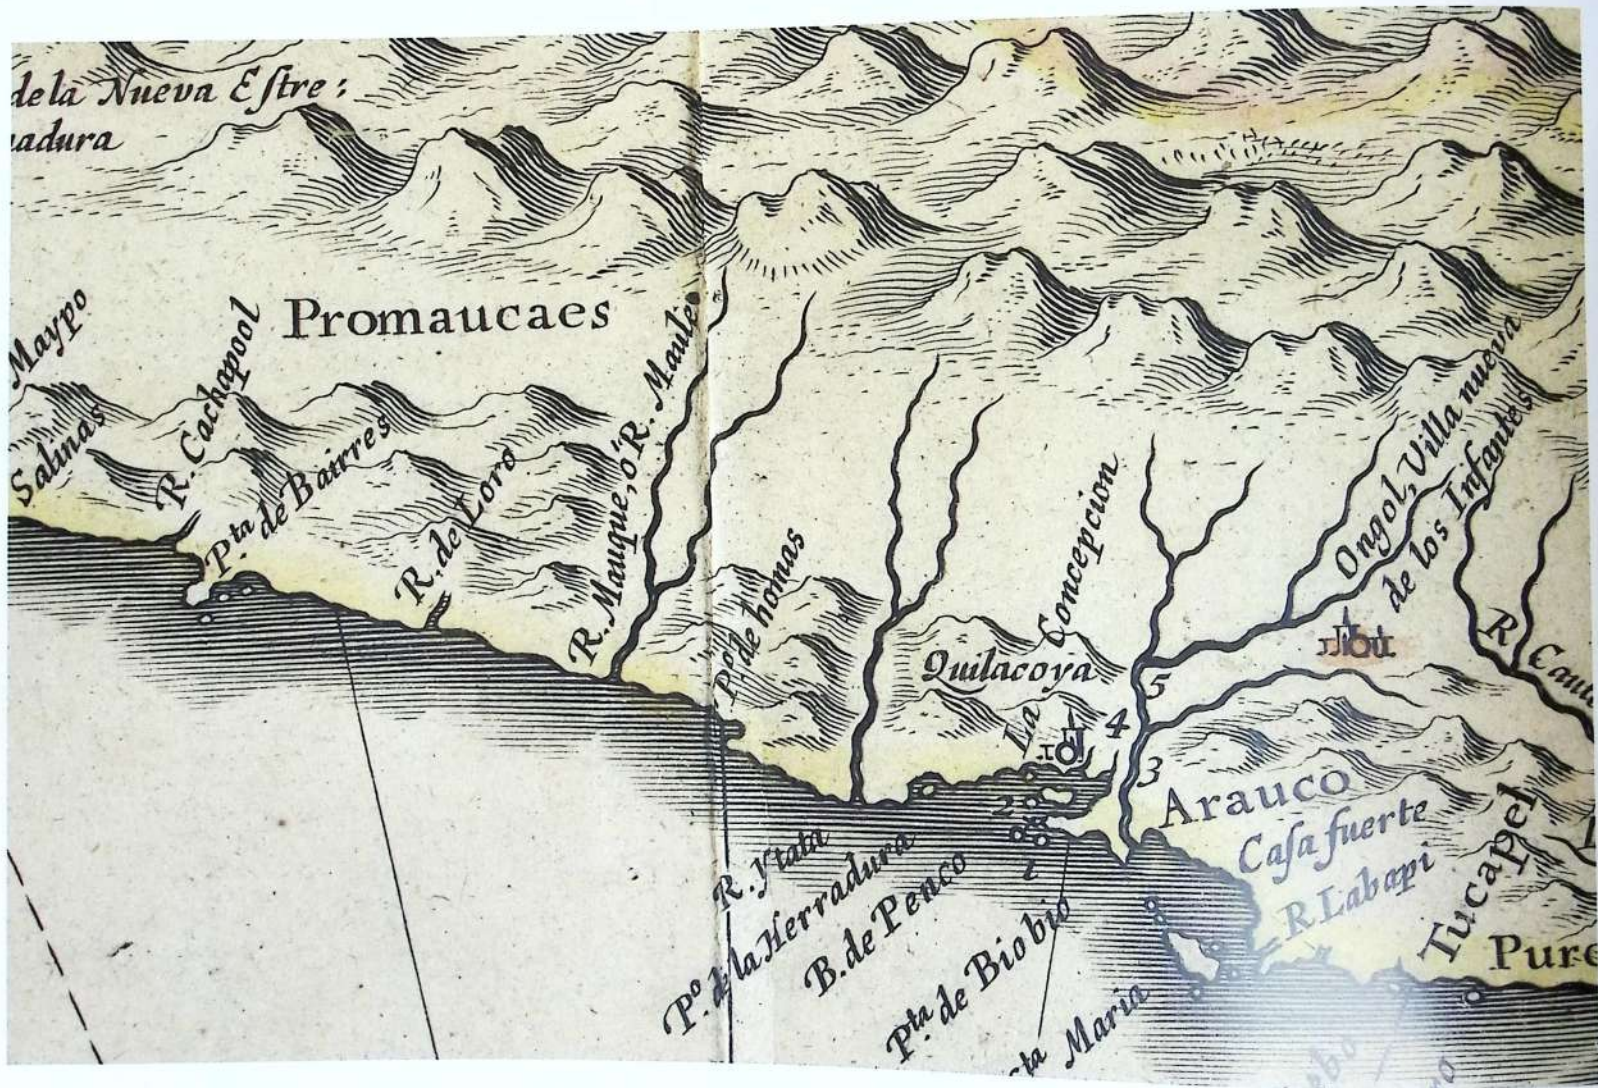 de la Nueva Eſtre:
adura
Promaucaes
Maypo
Salinas
R. Cachapool
Pta. de Bairres
R. de Loro
R. Mauque, ó R. Maule
Po. de homas
Quilacoya
La Concepcion
Ongol, Villa nueva
de los Infantes
R. Cau
5
4
3
2
Arauco
Caſa fuerte
R Labapi
Tucapel
Pure
R. Ytata
Po. de la Herradura
B. de Penco
Pta de Biobio
ta Maria